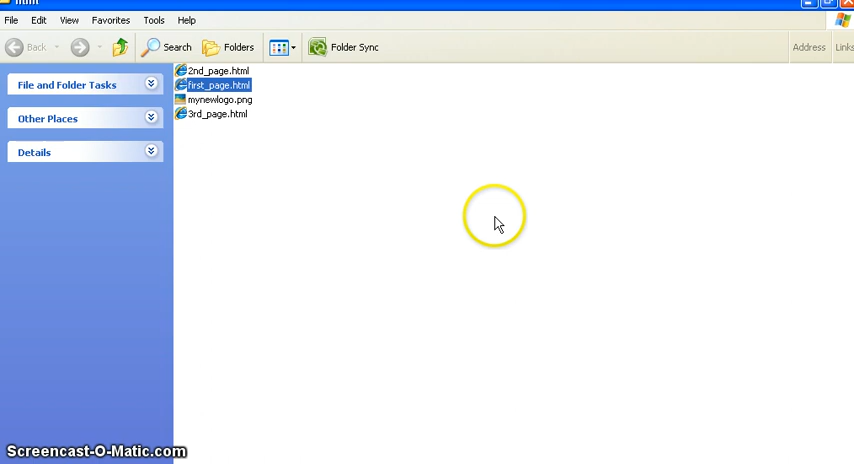 html
File Edit View Favorites Tools Help
Back Search Folders Folder Sync Address Links
File and Folder Tasks
Other Places
Details
2nd_page.html
first_page.html
mynewlogo.png
3rd_page.html
Screencast-O-Matic.com